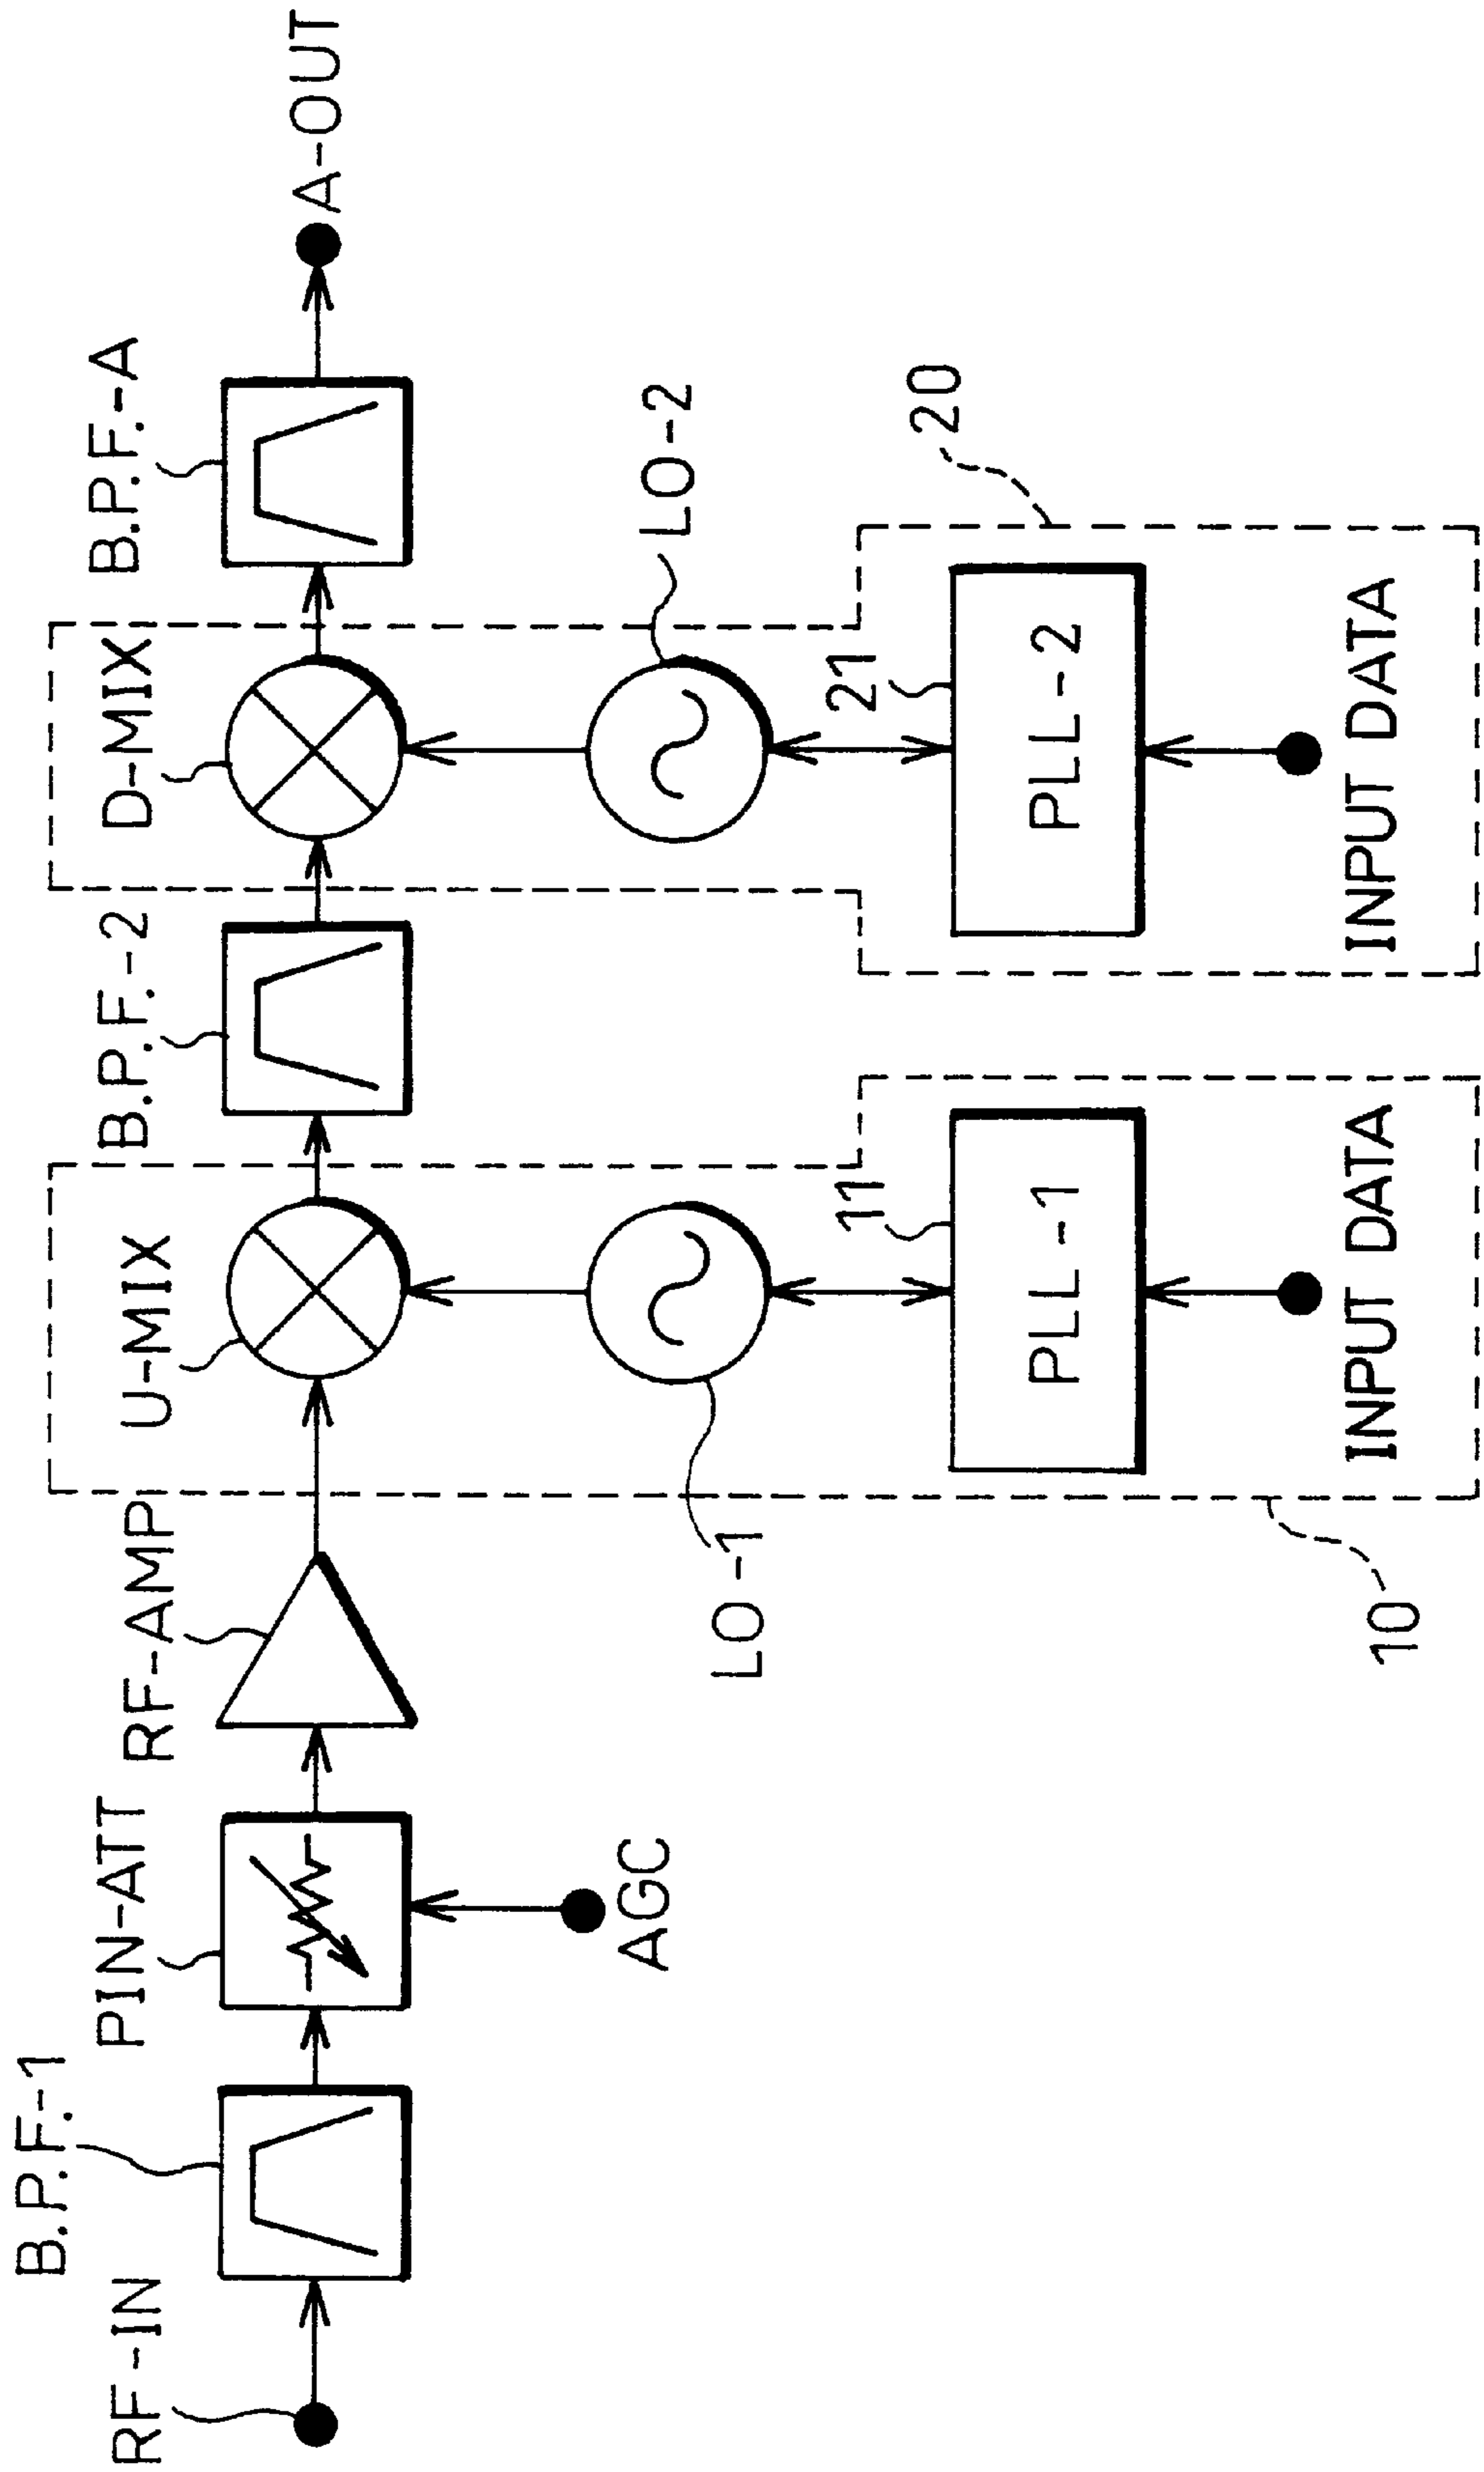 RF-IN
B.P.F.-1
PIN-ATT
AGC
RF-AMP
U-MIX
LO-1
11
PLL-1
INPUT DATA
10
B.P.F.-2
D-MIX
LO-2
21
PLL-2
INPUT DATA
20
B.P.F.-A
A-OUT